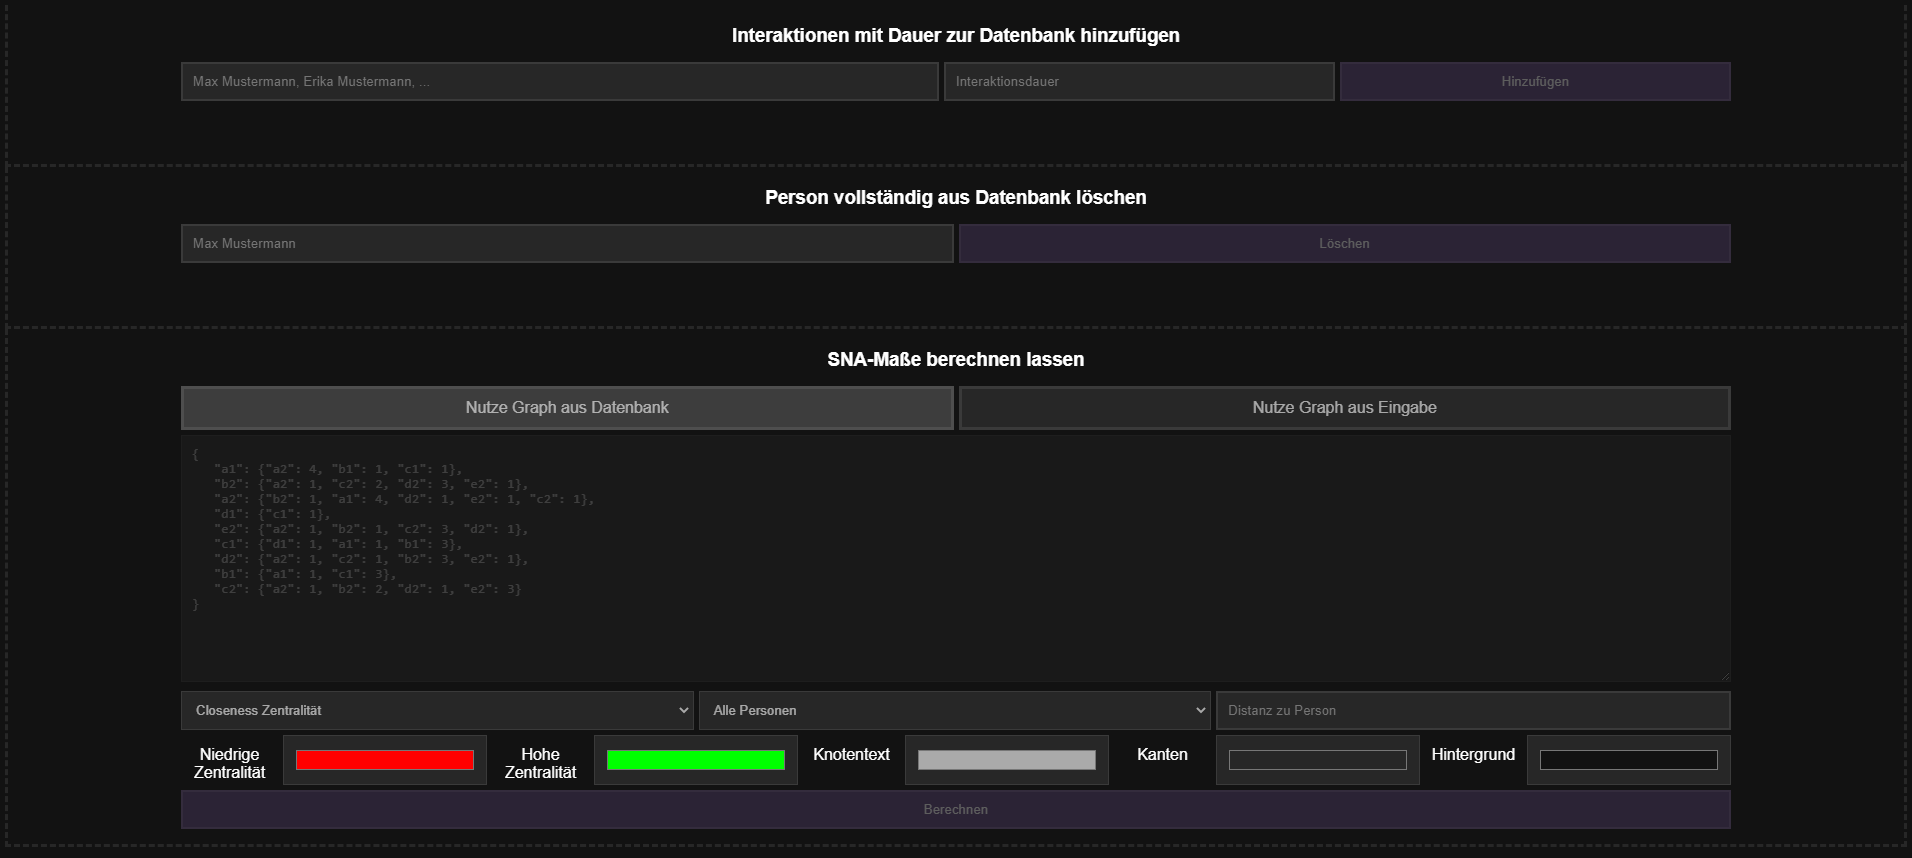 Interaktionen mit Dauer zur Datenbank hinzufügen
Max Mustermann, Erika Mustermann, ... Interaktionsdauer Hinzufügen
Person vollständig aus Datenbank löschen
Max Mustermann Löschen
SNA-Maße berechnen lassen
Nutze Graph aus Datenbank Nutze Graph aus Eingabe
{
   "a1": {"a2": 4, "b1": 1, "c1": 1},
   "b2": {"a2": 1, "c2": 2, "d2": 3, "e2": 1},
   "a2": {"b2": 1, "a1": 4, "d2": 1, "e2": 1, "c2": 1},
   "d1": {"c1": 1},
   "e2": {"a2": 1, "b2": 1, "c2": 3, "d2": 1},
   "c1": {"d1": 1, "a1": 1, "b1": 3},
   "d2": {"a2": 1, "c2": 1, "b2": 3, "e2": 1},
   "b1": {"a1": 1, "c1": 3},
   "c2": {"a2": 1, "b2": 2, "d2": 1, "e2": 3}
}
Closeness Zentralität Alle Personen Distanz zu Person
Niedrige
Zentralität
Hohe
Zentralität
Knotentext
Kanten
Hintergrund
Berechnen